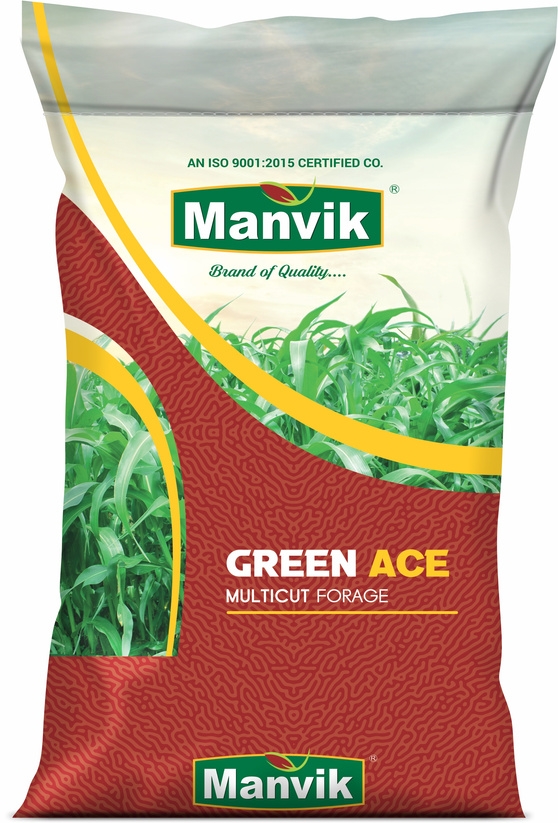 AN ISO 9001:2015 CERTIFIED CO.
Manvik ®
Brand of Quality....
GREEN ACE
MULTICUT FORAGE
Manvik ®